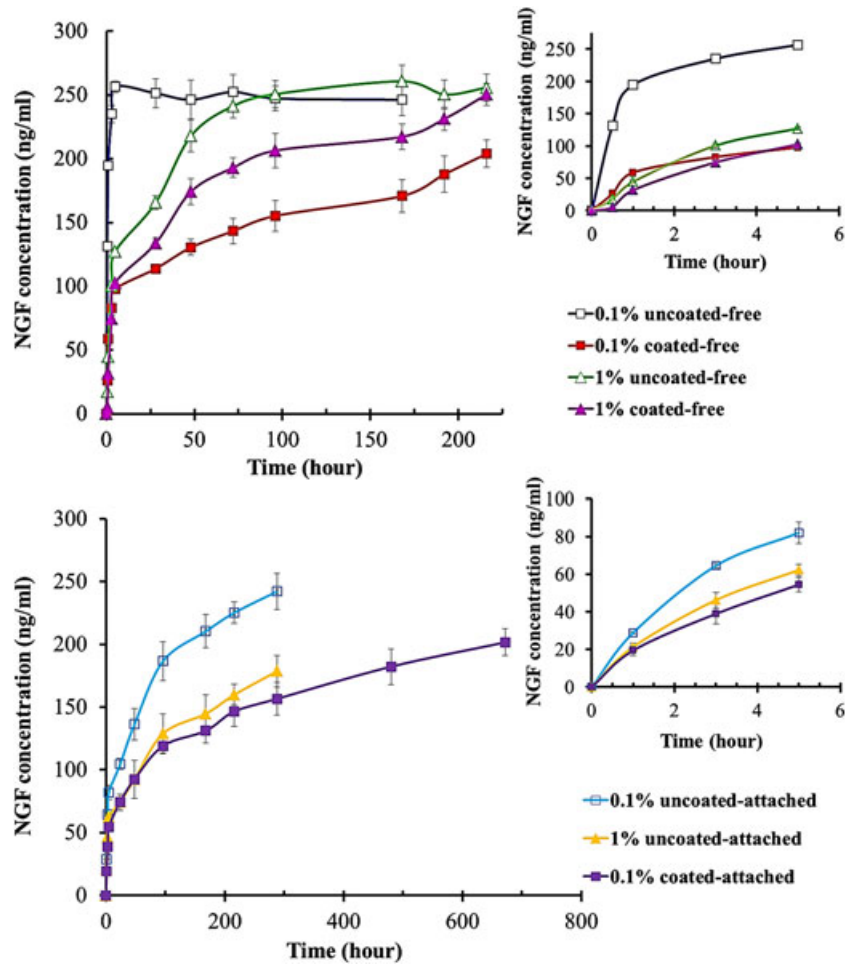 NGF concentration (ng/ml)
300
250
200
150
100
50
0
0
50
100
150
200
Time (hour)
NGF concentration (ng/ml)
250
200
150
100
50
0
0
2
4
6
Time (hour)
0.1% uncoated-free
0.1% coated-free
1% uncoated-free
1% coated-free
NGF concentration (ng/ml)
300
250
200
150
100
50
0
0
200
400
600
800
Time (hour)
NGF concentration (ng/ml)
100
80
60
40
20
0
0
2
4
6
Time (hour)
0.1% uncoated-attached
1% uncoated-attached
0.1% coated-attached